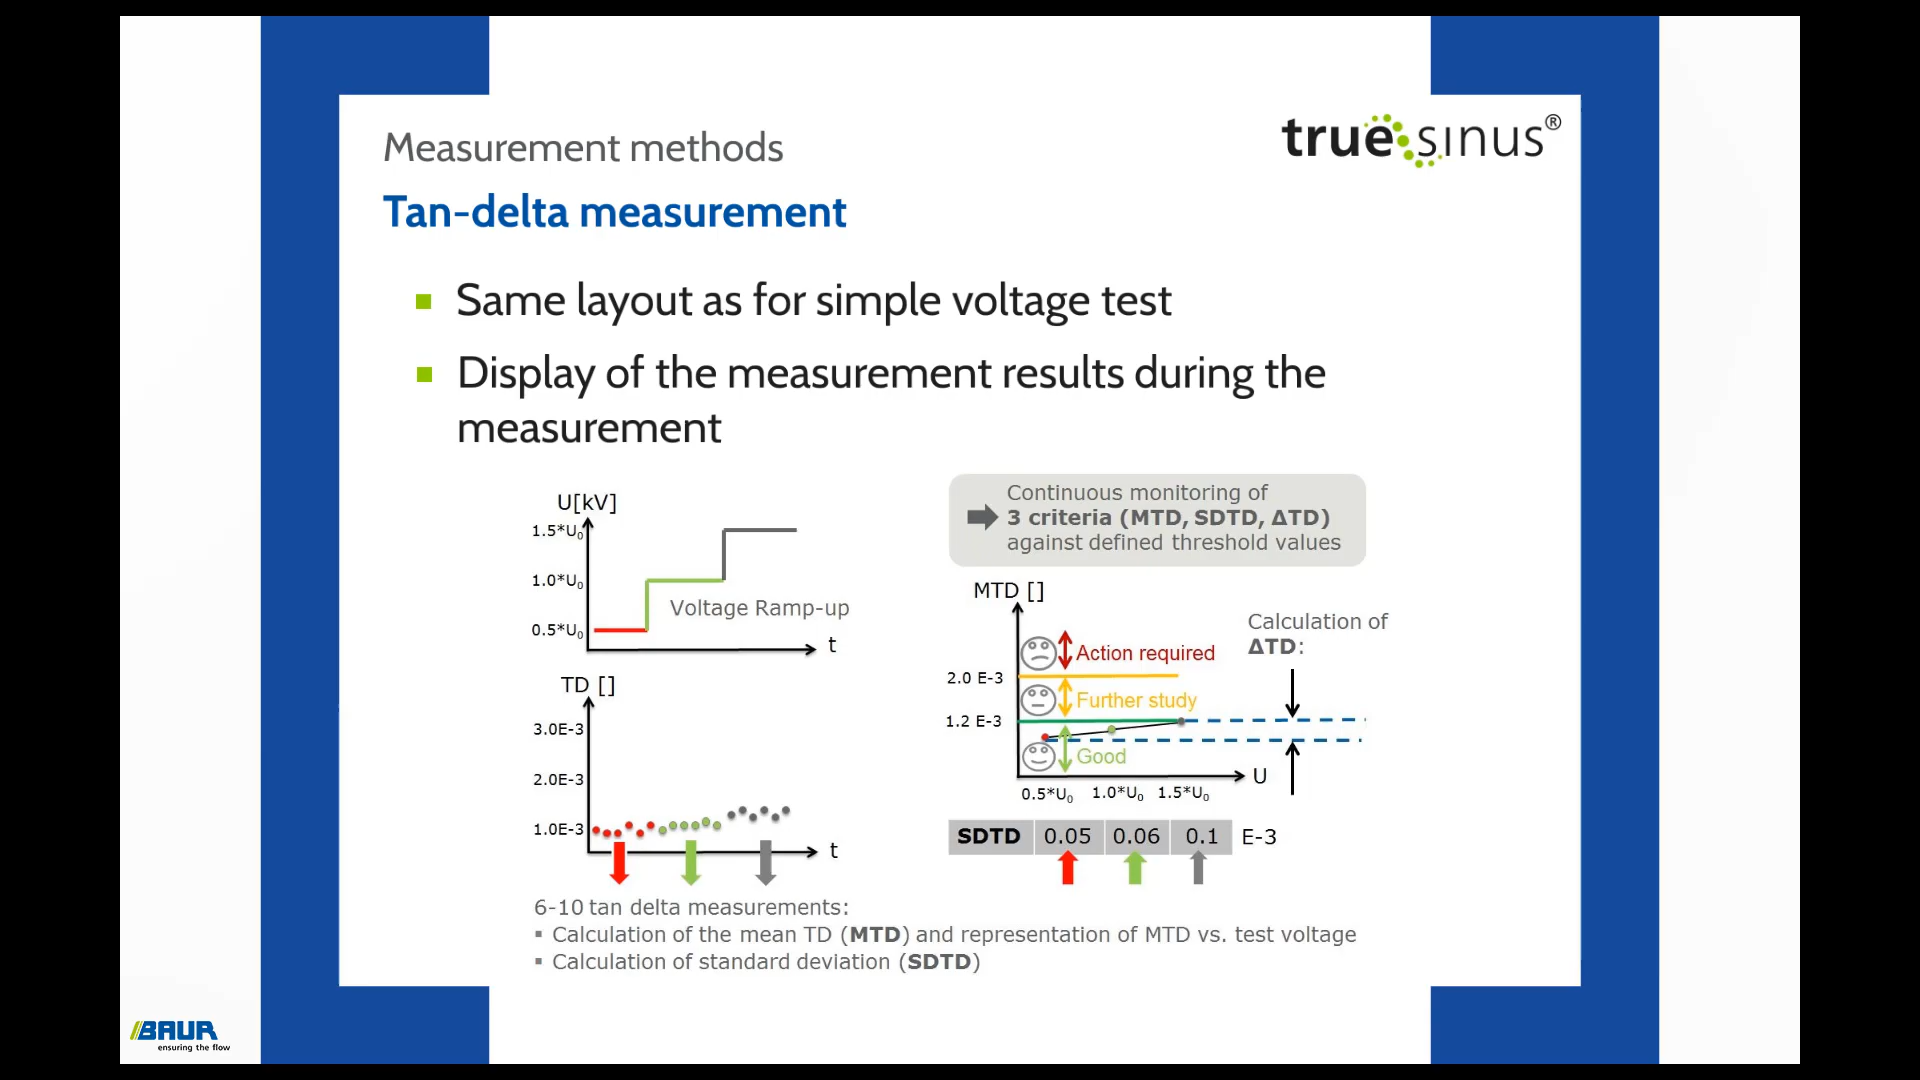 Measurement methods
truesinus®
Tan-delta measurement
▪ Same layout as for simple voltage test
▪ Display of the measurement results during the
measurement
U[kV]
1.5*U₀
1.0*U₀
0.5*U₀
Voltage Ramp-up
t
TD []
3.0E-3
2.0E-3
1.0E-3
t
6-10 tan delta measurements:
▪ Calculation of the mean TD (MTD) and representation of MTD vs. test voltage
▪ Calculation of standard deviation (SDTD)
Continuous monitoring of
3 criteria (MTD, SDTD, ΔTD)
against defined threshold values
MTD []
Action required
2.0 E-3
Further study
1.2 E-3
Good
U
0.5*U₀ 1.0*U₀ 1.5*U₀
Calculation of
ΔTD:
SDTD 0.05 0.06 0.1 E-3
BAUR
ensuring the flow